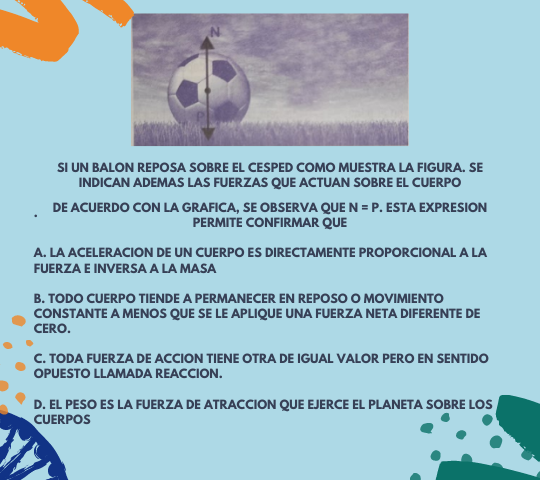 N
SI UN BALON REPOSA SOBRE EL CESPED COMO MUESTRA LA FIGURA. SE
INDICAN ADEMAS LAS FUERZAS QUE ACTUAN SOBRE EL CUERPO
. DE ACUERDO CON LA GRAFICA, SE OBSERVA QUE N = P. ESTA EXPRESION
PERMITE CONFIRMAR QUE
A. LA ACELERACION DE UN CUERPO ES DIRECTAMENTE PROPORCIONAL A LA
FUERZA E INVERSA A LA MASA
B. TODO CUERPO TIENDE A PERMANECER EN REPOSO O MOVIMIENTO
CONSTANTE A MENOS QUE SE LE APLIQUE UNA FUERZA NETA DIFERENTE DE
CERO.
C. TODA FUERZA DE ACCION TIENE OTRA DE IGUAL VALOR PERO EN SENTIDO
OPUESTO LLAMADA REACCION.
D. EL PESO ES LA FUERZA DE ATRACCION QUE EJERCE EL PLANETA SOBRE LOS
CUERPOS